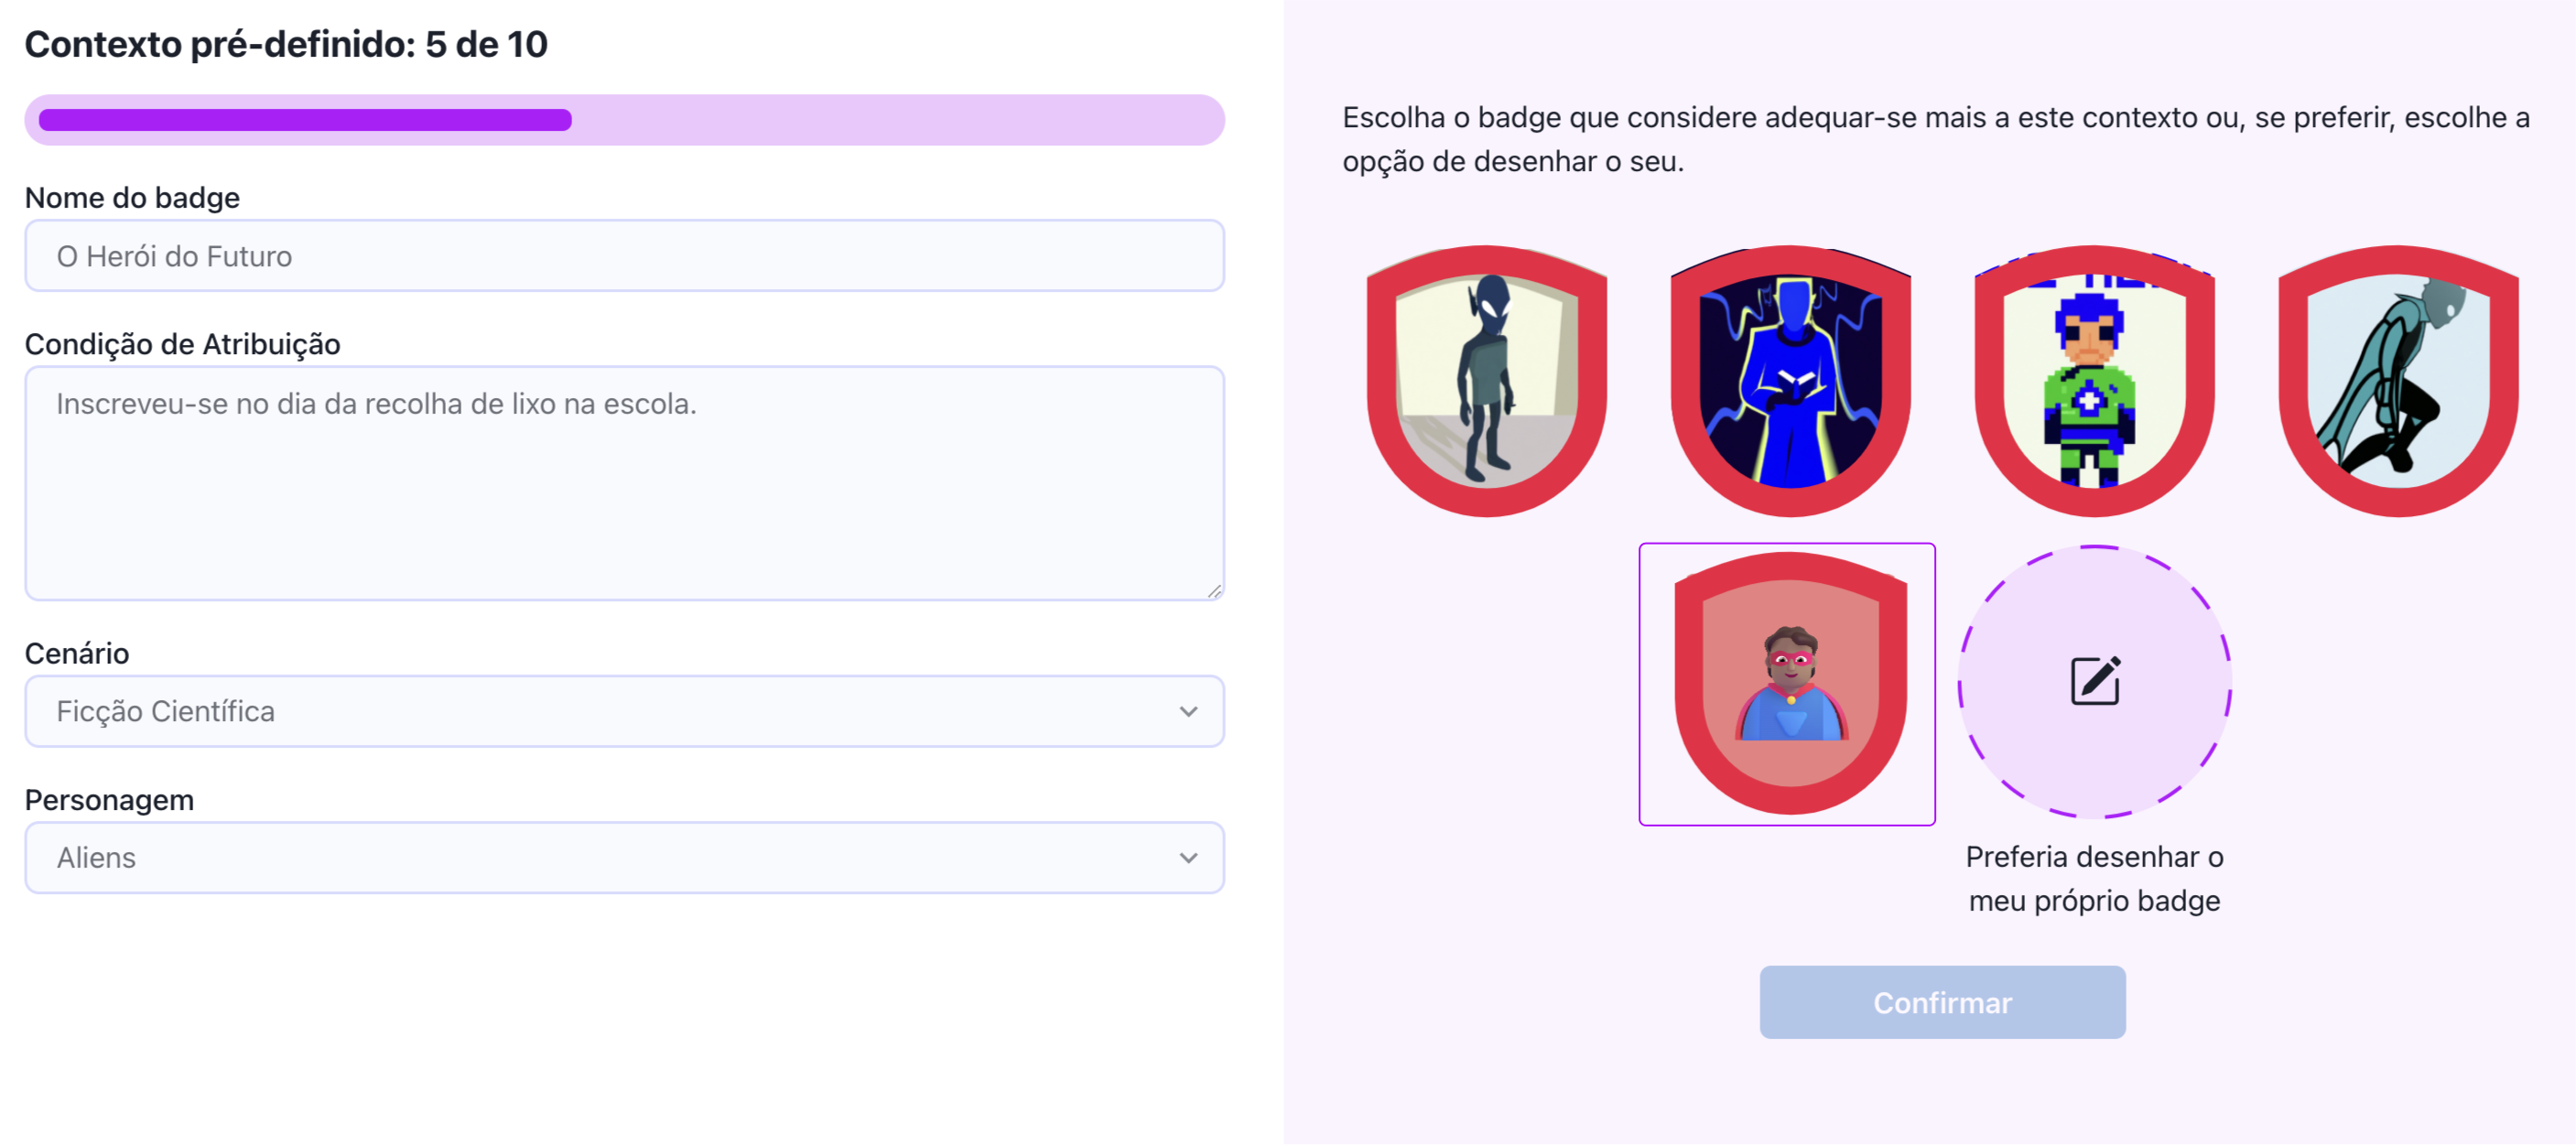 Contexto pré-definido: 5 de 10
Nome do badge
O Herói do Futuro
Condição de Atribuição
Inscreveu-se no dia da recolha de lixo na escola.
Cenário
Ficção Científica
Personagem
Aliens
Escolha o badge que considere adequar-se mais a este contexto ou, se preferir, escolhe a
opção de desenhar o seu.
Preferia desenhar o
meu próprio badge
Confirmar